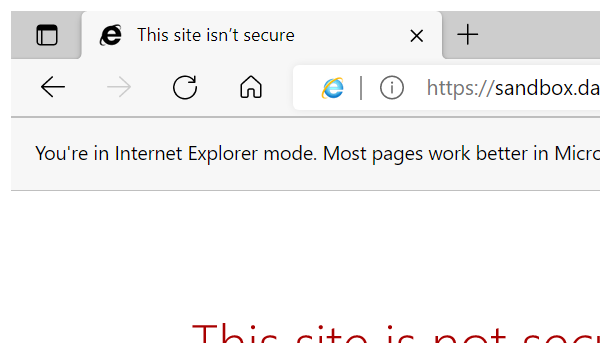 This site isn't secure
https://sandbox.da
You're in Internet Explorer mode. Most pages work better in Micro
This site is not secu